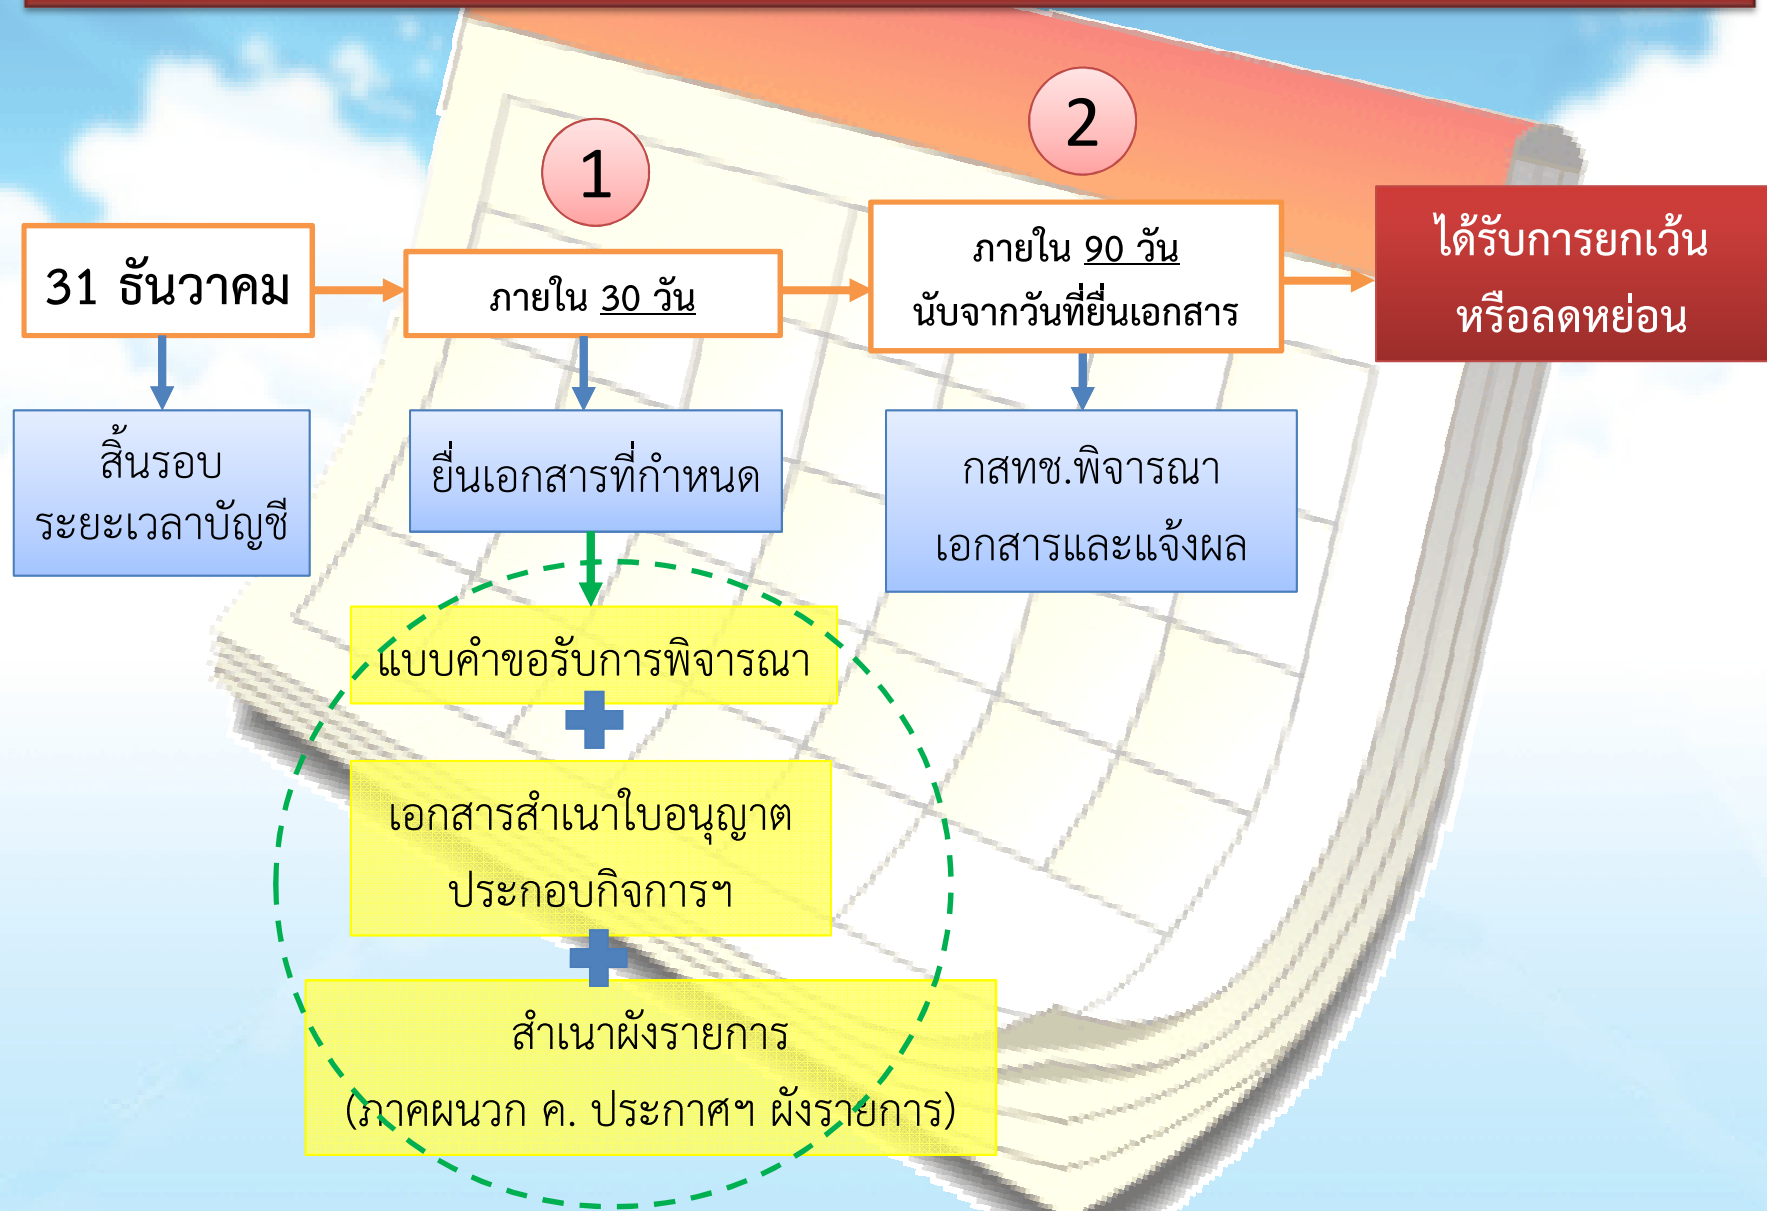 1
2
31 ธันวาคม
ภายใน 30 วัน
ภายใน 90 วัน
นับจากวันที่ยื่นเอกสาร
ได้รับการยกเว้น
หรือลดหย่อน
สิ้นรอบ
ระยะเวลาบัญชี
ยื่นเอกสารที่กำหนด
กสทช.พิจารณา
เอกสารและแจ้งผล
แบบคำขอรับการพิจารณา
เอกสารสำเนาใบอนุญาต
ประกอบกิจการฯ
สำเนาผังรายการ
(ภาคผนวก ค. ประกาศฯ ผังรายการ)